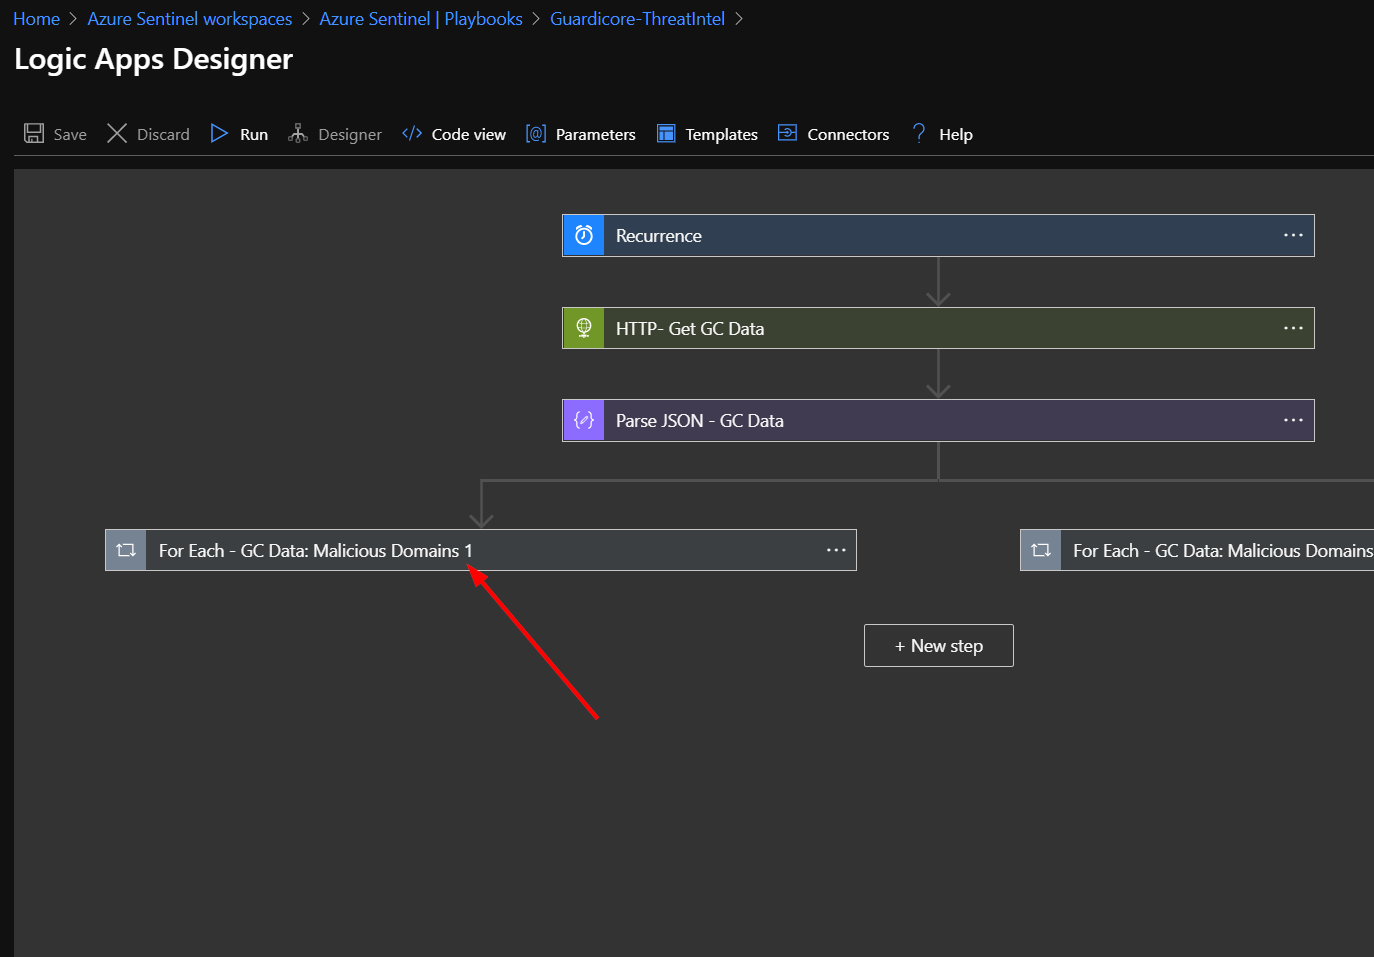 Home > Azure Sentinel workspaces > Azure Sentinel | Playbooks > Guardicore-ThreatIntel >
Logic Apps Designer
Save Discard Run Designer Code view Parameters Templates Connectors ? Help
Recurrence ...
HTTP- Get GC Data ...
Parse JSON - GC Data ...
For Each - GC Data: Malicious Domains 1 ... For Each - GC Data: Malicious Domains
+ New step